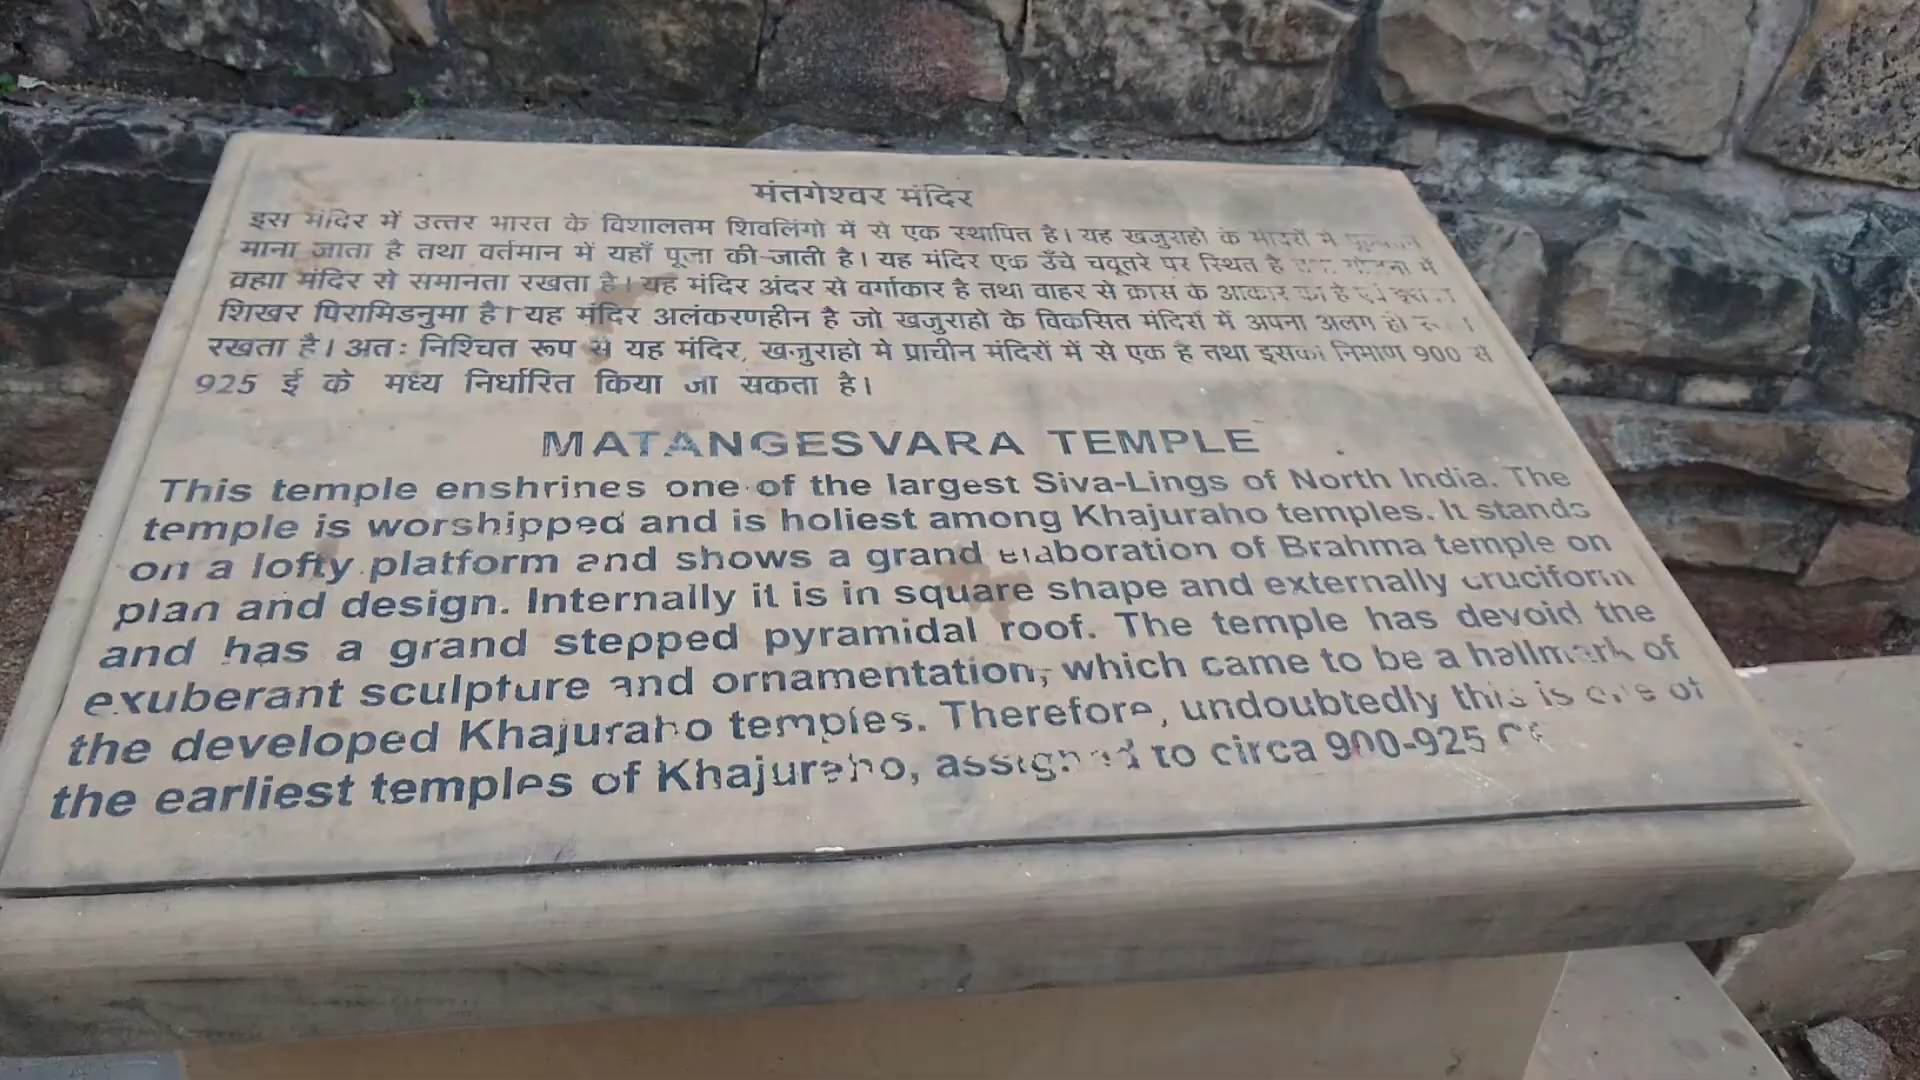 मंतगेश्वर मंदिर
इस मंदिर में उत्तर भारत के विशालतम शिवलिंगो में से एक स्थापित है। यह खजुराहो के मंदिरों में
माना जाता है तथा वर्तमान में यहाँ पूजा की जाती है। यह मंदिर एक उँचे चवूतरे पर स्थित है में
व्रह्मा मंदिर से समानता रखता है। यह मंदिर अंदर से वर्गाकार है तथा वाहर से क्रास के आकार का है एवं
शिखर पिरामिडनुमा है। यह मंदिर अलंकरणहीन है जो खजुराहो के विकसित मंदिरों में अपना अलग ही
रखता है। अतः निश्चित रूप से यह मंदिर, खजुराहो मे प्राचीन मंदिरों में से एक है तथा इसका निमाण 900 से
925 ई के मध्य निर्धारित किया जा सकता है।
MATANGESVARA TEMPLE
This temple enshrines one of the largest Siva-Lings of North India. The
temple is worshipped and is holiest among Khajuraho temples. It stands
on a lofty platform and shows a grand elaboration of Brahma temple on
plan and design. Internally it is in square shape and externally cruciform
and has a grand stepped pyramidal roof. The temple has devoid the
exuberant sculpture and ornamentation, which came to be a hallmark of
the developed Khajuraho temples. Therefore, undoubtedly this is one of
the earliest temples of Khajuraho, assigned to circa 900-925